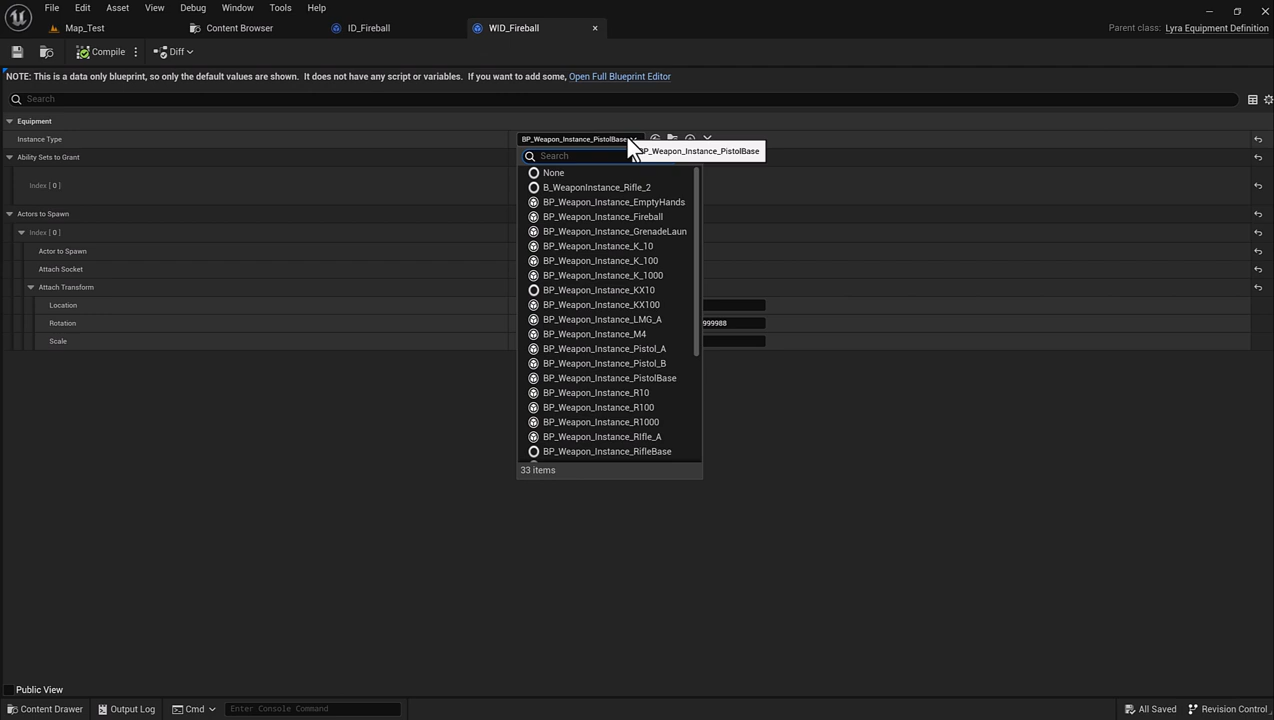 File Edit Asset View Debug Window Tools Help
Map_Test Content Browser ID_Fireball WID_Fireball Parent class: Lyra Equipment Definition
Compile Diff
NOTE: This is a data only blueprint, so only the default values are shown. It does not have any script or variables. If you want to add some, Open Full Blueprint Editor
Search
Equipment
Instance Type BP_Weapon_Instance_PistolBase
BP_Weapon_Instance_PistolBase
Search
None
B_WeaponInstance_Rifle_2
BP_Weapon_Instance_EmptyHands
BP_Weapon_Instance_Fireball
BP_Weapon_Instance_GrenadeLaun
BP_Weapon_Instance_K_10
BP_Weapon_Instance_K_100
BP_Weapon_Instance_K_1000
BP_Weapon_Instance_KX10
BP_Weapon_Instance_KX100
BP_Weapon_Instance_LMG_A
BP_Weapon_Instance_M4
BP_Weapon_Instance_Pistol_A
BP_Weapon_Instance_Pistol_B
BP_Weapon_Instance_PistolBase
BP_Weapon_Instance_R10
BP_Weapon_Instance_R100
BP_Weapon_Instance_R1000
BP_Weapon_Instance_RIfle_A
BP_Weapon_Instance_RifleBase
33 items
Ability Sets to Grant
Index [ 0 ]
Actors to Spawn
Index [ 0 ]
Actor to Spawn
Attach Socket
Attach Transform
Location
Rotation 999988
Scale
Public View
Content Drawer Output Log Cmd Enter Console Command All Saved Revision Control